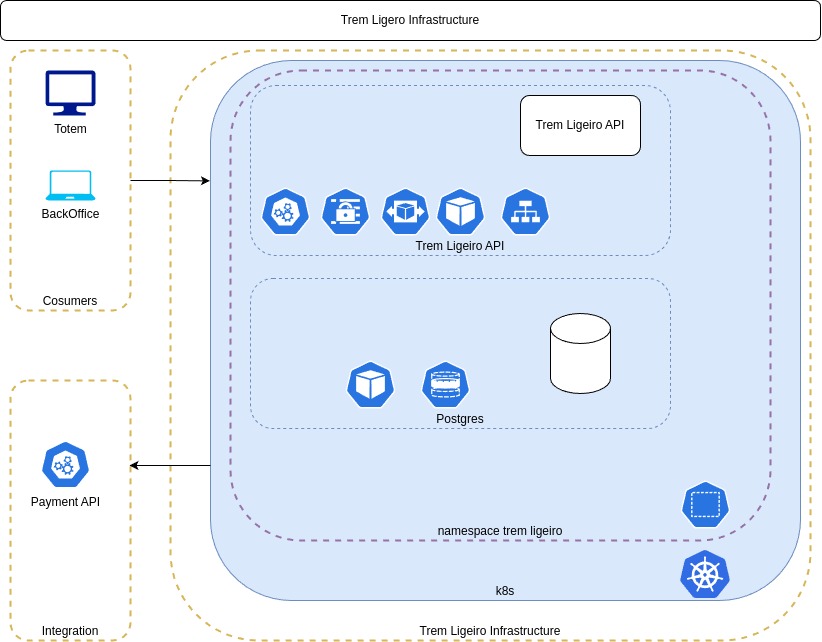 Trem Ligero Infrastructure
Totem
BackOffice
Cosumers
Trem Ligeiro API
Trem Ligeiro API
Postgres
Payment API
Integration
namespace trem ligeiro
k8s
Trem Ligeiro Infrastructure